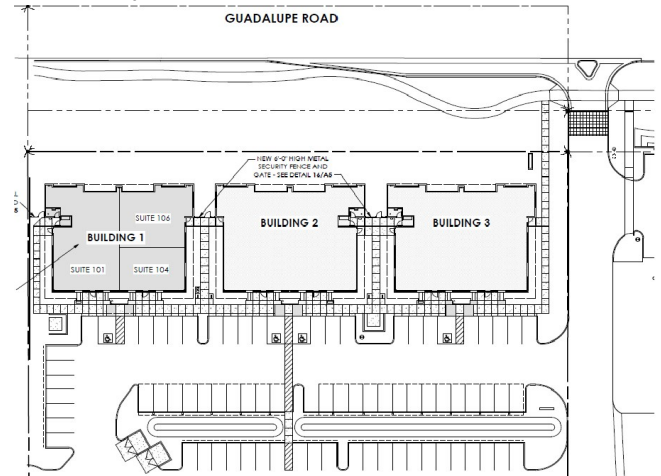 GUADALUPE ROAD
NEW 6'-0" HIGH METAL
SECURITY FENCE AND
GATE - SEE DETAIL 16/A5
SUITE 106
BUILDING 1
BUILDING 2
BUILDING 3
SUITE 101
SUITE 104